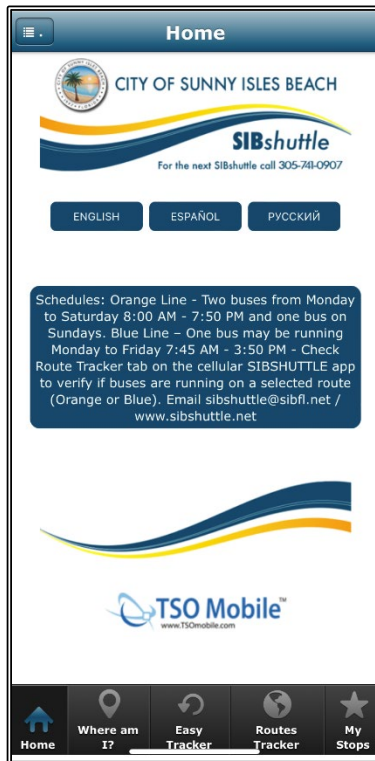 Home
CITY OF SUNNY ISLES BEACH
SIBshuttle
For the next SIBshuttle call 305-741-0907
ENGLISH
ESPAÑOL
РУССКИЙ
Schedules: Orange Line - Two buses from Monday
to Saturday 8:00 AM - 7:50 PM and one bus on
Sundays. Blue Line – One bus may be running
Monday to Friday 7:45 AM - 3:50 PM - Check
Route Tracker tab on the cellular SIBSHUTTLE app
to verify if buses are running on a selected route
(Orange or Blue). Email sibshuttle@sibfl.net /
www.sibshuttle.net
TSO Mobile™
www.TSOmobile.com
Home
Where am
I?
Easy
Tracker
Routes
Tracker
My
Stops